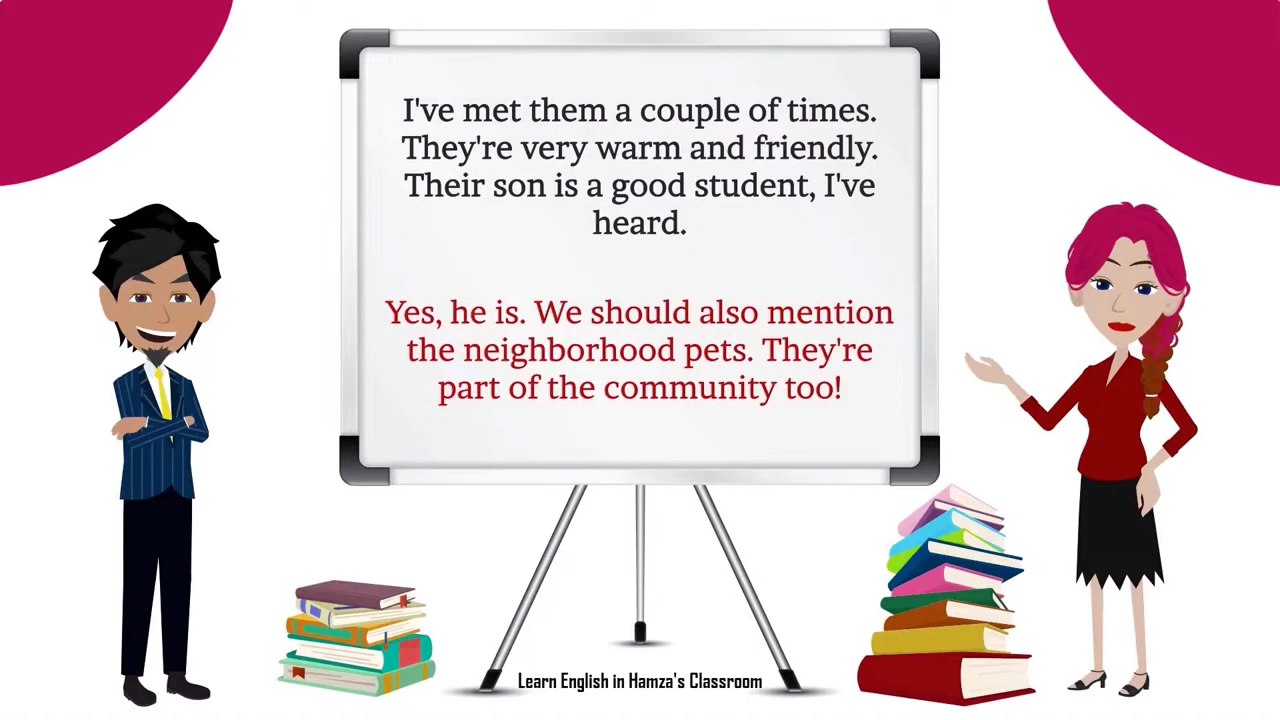 I've met them a couple of times.
They're very warm and friendly.
Their son is a good student, I've
heard.
Yes, he is. We should also mention
the neighborhood pets. They're
part of the community too!
Learn English in Hamza's Classroom